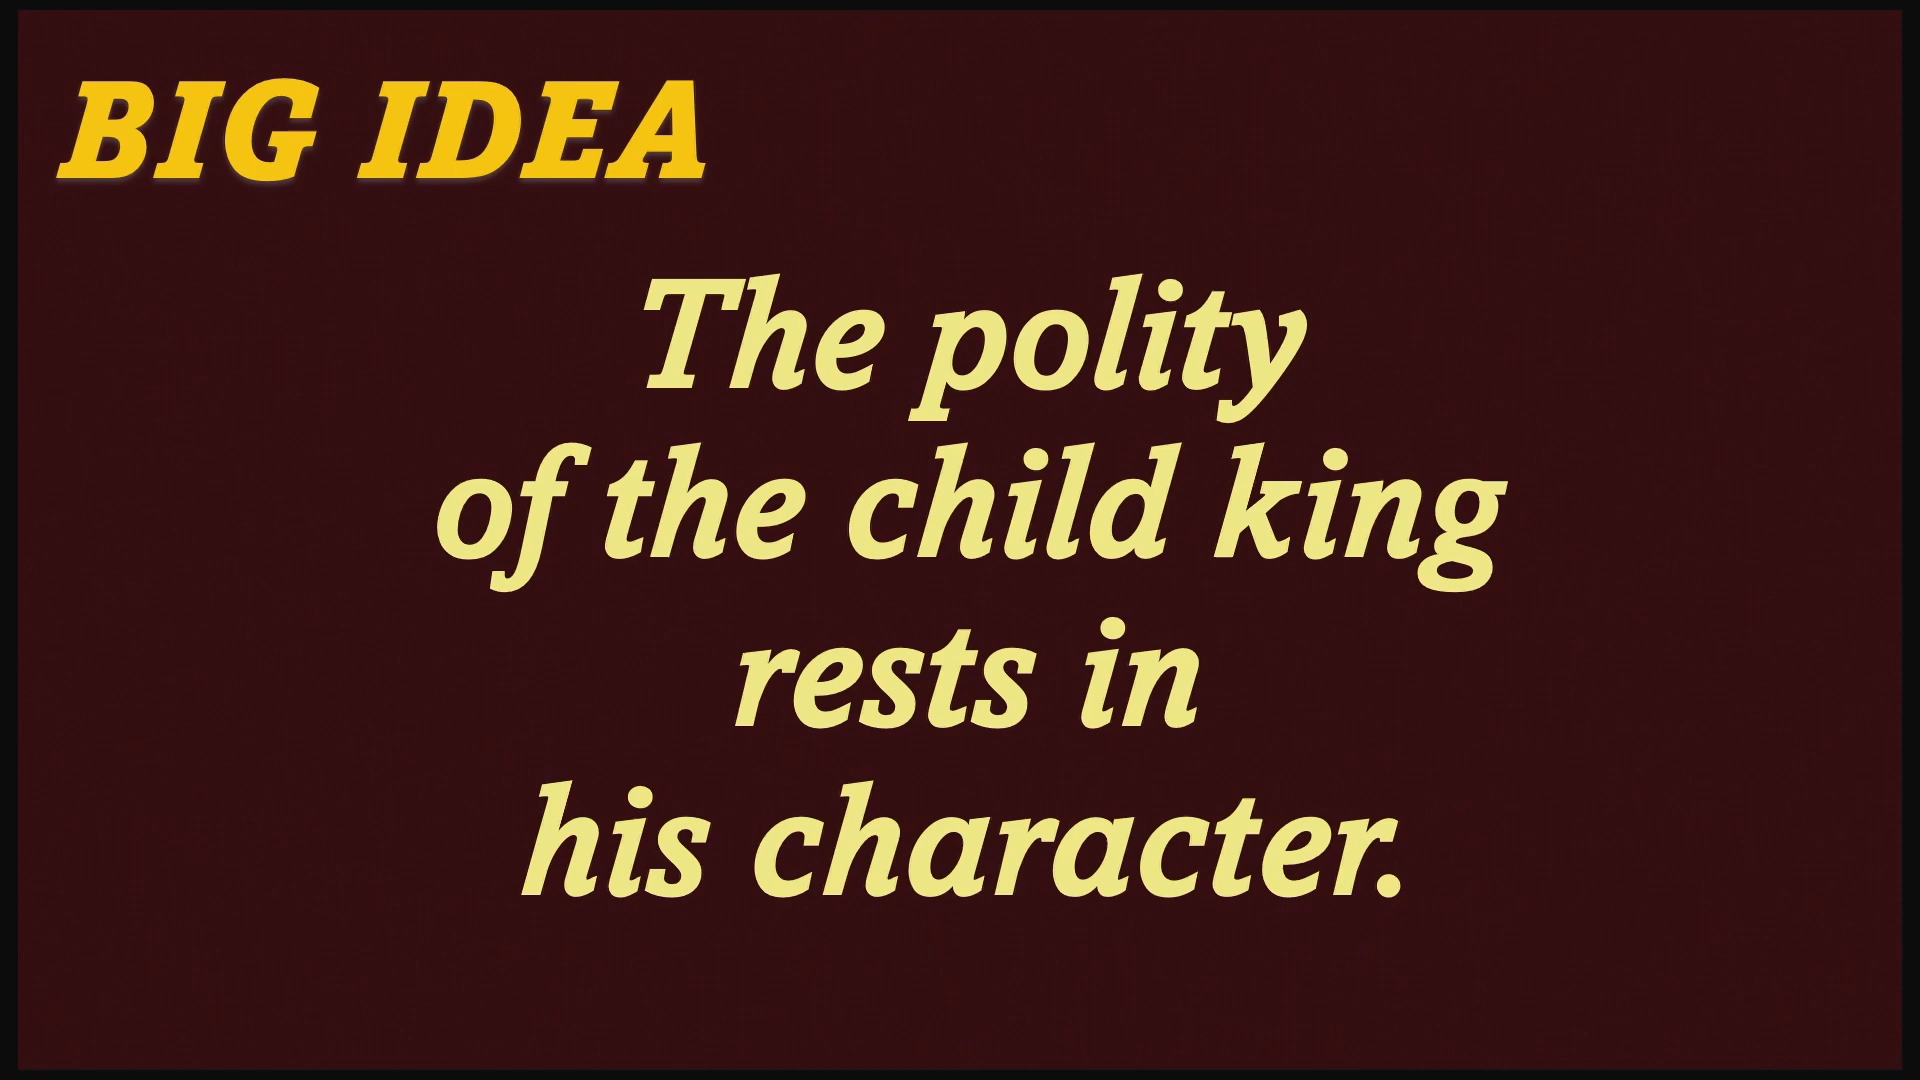 BIG IDEA
The polity
of the child king
rests in
his character.